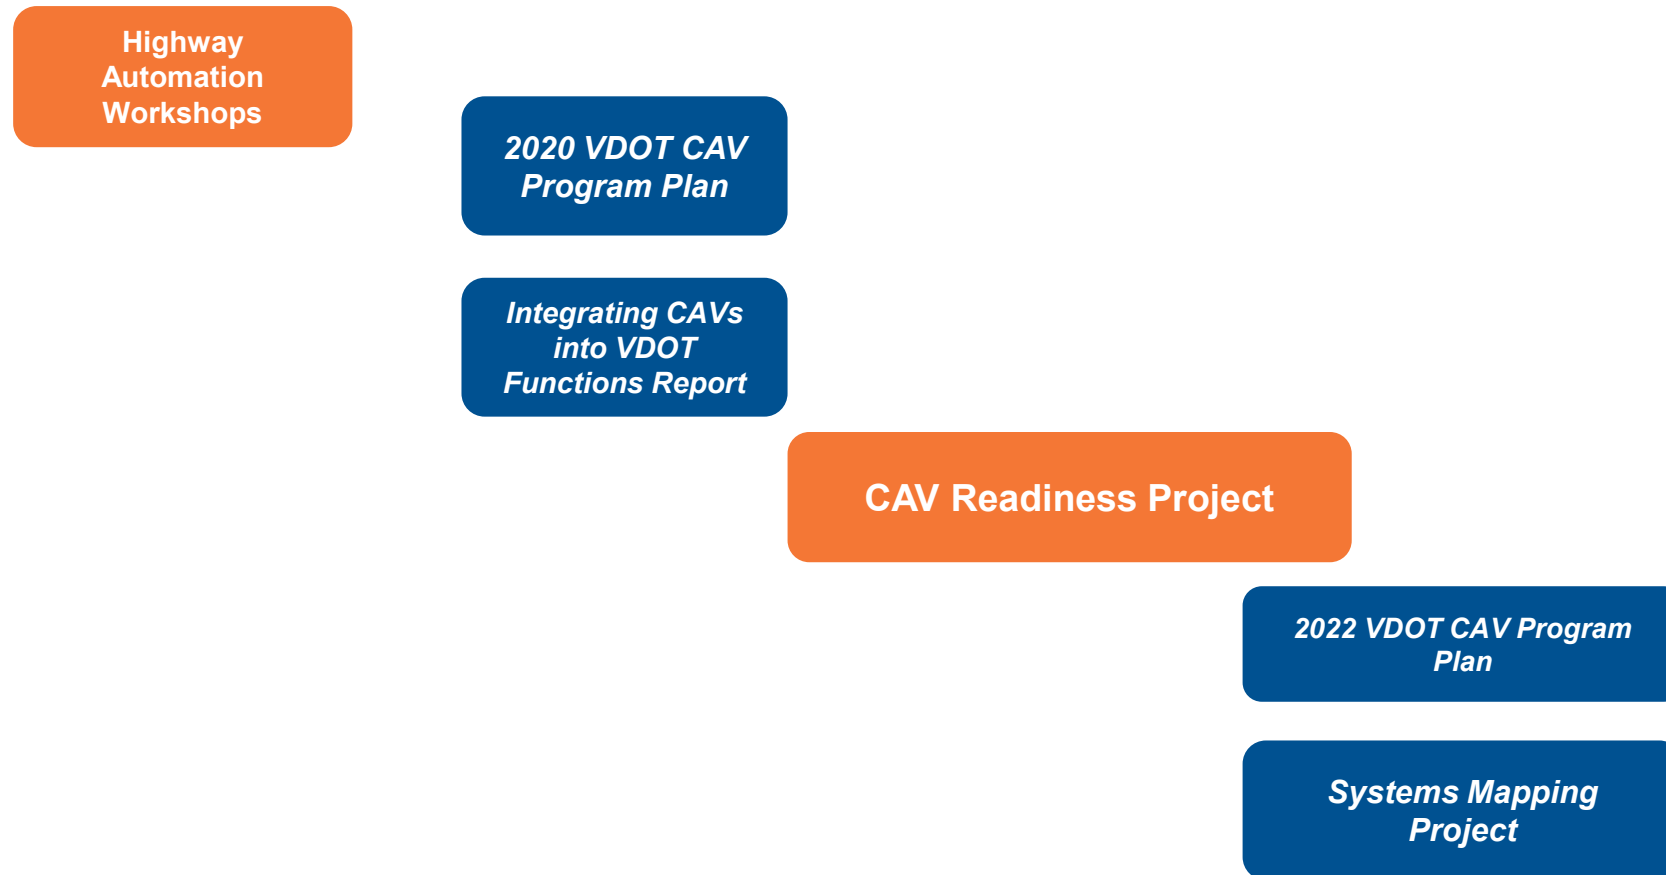 Highway
Automation
Workshops
2020 VDOT CAV
Program Plan
Integrating CAVs
into VDOT
Functions Report
CAV Readiness Project
2022 VDOT CAV Program
Plan
Systems Mapping
Project